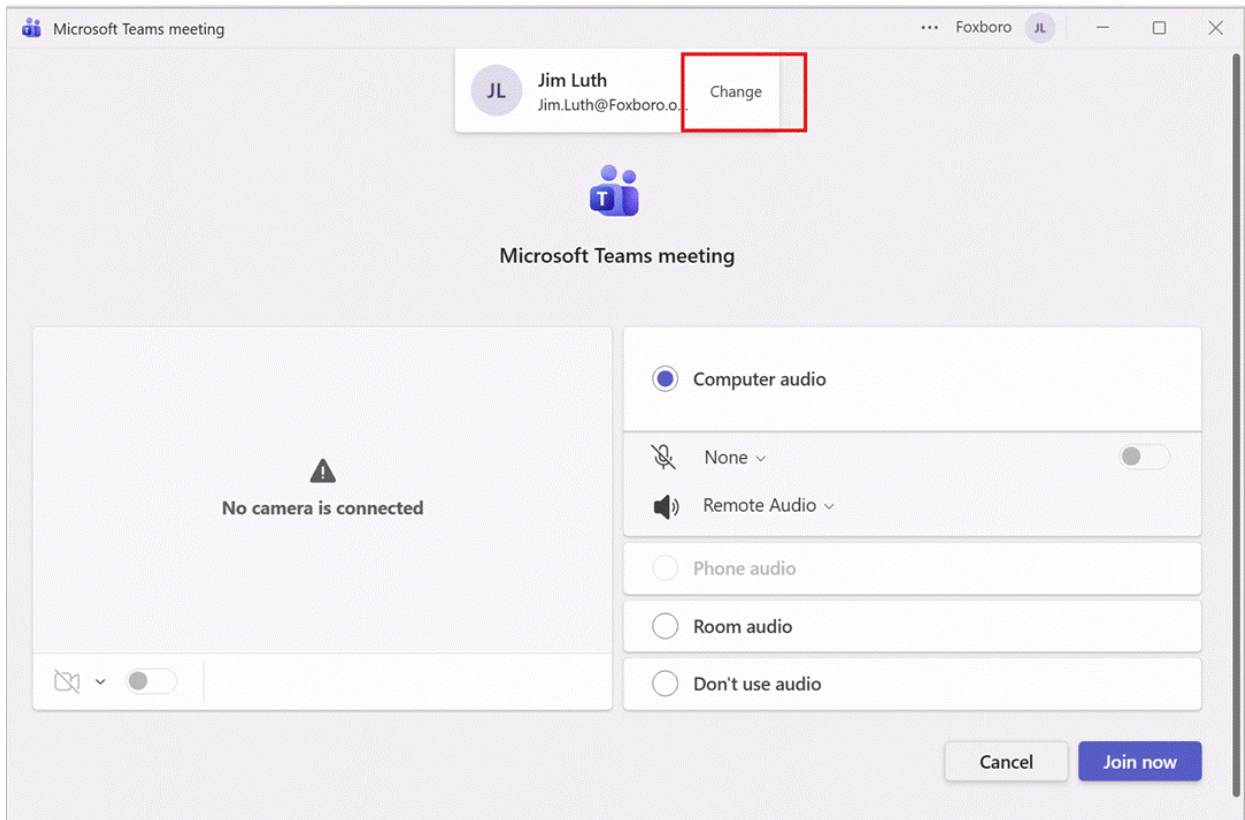 Microsoft Teams meeting
··· Foxboro JL
JL
Jim Luth
Jim.Luth@Foxboro.o...
Change
T
Microsoft Teams meeting
No camera is connected
Computer audio
None
Remote Audio
Phone audio
Room audio
Don't use audio
Cancel
Join now